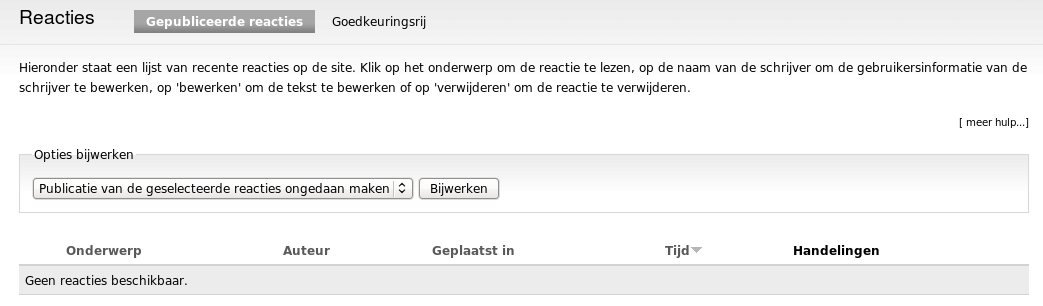 Reacties Gepubliceerde reacties Goedkeuringsrij
Hieronder staat een lijst van recente reacties op de site. Klik op het onderwerp om de reactie te lezen, op de naam van de schrijver om de gebruikersinformatie van de
schrijver te bewerken, op 'bewerken' om de tekst te bewerken of op 'verwijderen' om de reactie te verwijderen.
[ meer hulp...]
Opties bijwerken
Publicatie van de geselecteerde reacties ongedaan maken Bijwerken
Onderwerp Auteur Geplaatst in Tijd Handelingen
Geen reacties beschikbaar.